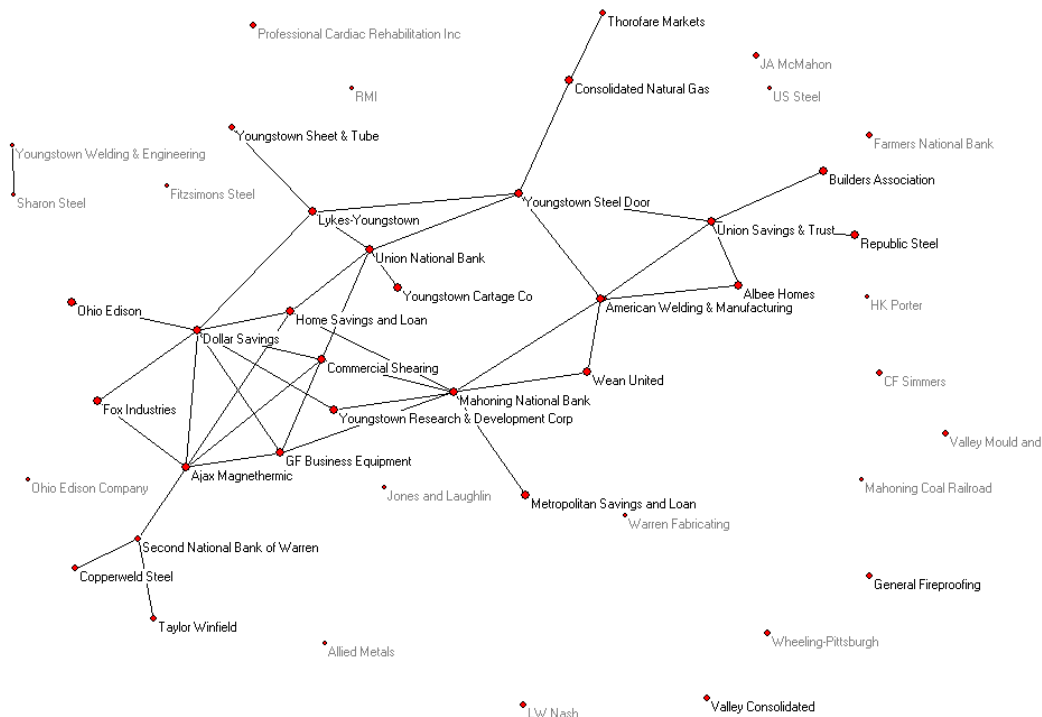 Thorofare Markets
Professional Cardiac Rehabilitation Inc
JA McMahon
Consolidated Natural Gas
RMI
US Steel
Youngstown Sheet & Tube
Farmers National Bank
Youngstown Welding & Engineering
Builders Association
Fitzsimons Steel
Sharon Steel
Youngstown Steel Door
Lykes-Youngstown
Union Savings & Trust
Republic Steel
Union National Bank
Youngstown Cartage Co
Albee Homes
American Welding & Manufacturing
HK Porter
Ohio Edison
Home Savings and Loan
Dollar Savings
Commercial Shearing
CF Simmers
Wean United
Mahoning National Bank
Fox Industries
Youngstown Research & Development Corp
Valley Mould and
GF Business Equipment
Ajax Magnethermic
Ohio Edison Company
Jones and Laughlin
Mahoning Coal Railroad
Metropolitan Savings and Loan
Warren Fabricating
Second National Bank of Warren
Copperweld Steel
General Fireproofing
Taylor Winfield
Wheeling-Pittsburgh
Allied Metals
Valley Consolidated
LW Nash